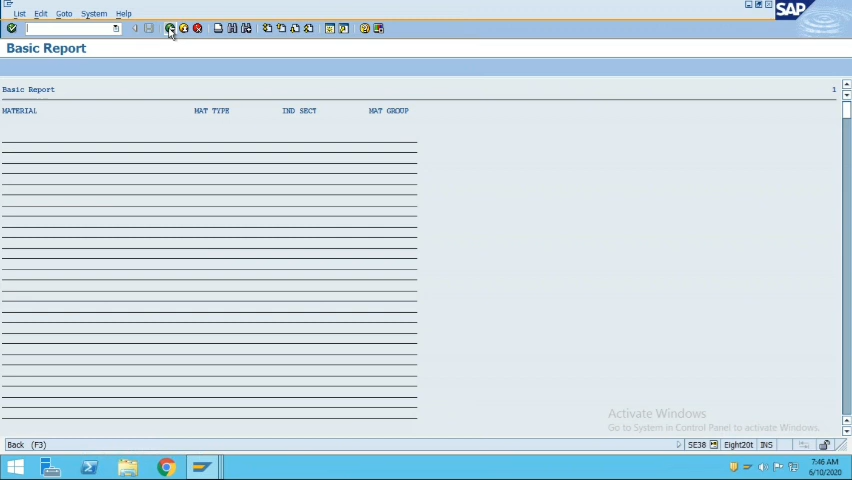 List Edit Goto System Help
SAP
Basic Report
Basic Report 1
MATERIAL MAT TYPE IND SECT MAT GROUP
Activate Windows
Go to System in Control Panel to activate Windows.
Back (F3) SE38 Eight20t INS
7:46 AM
6/10/2020